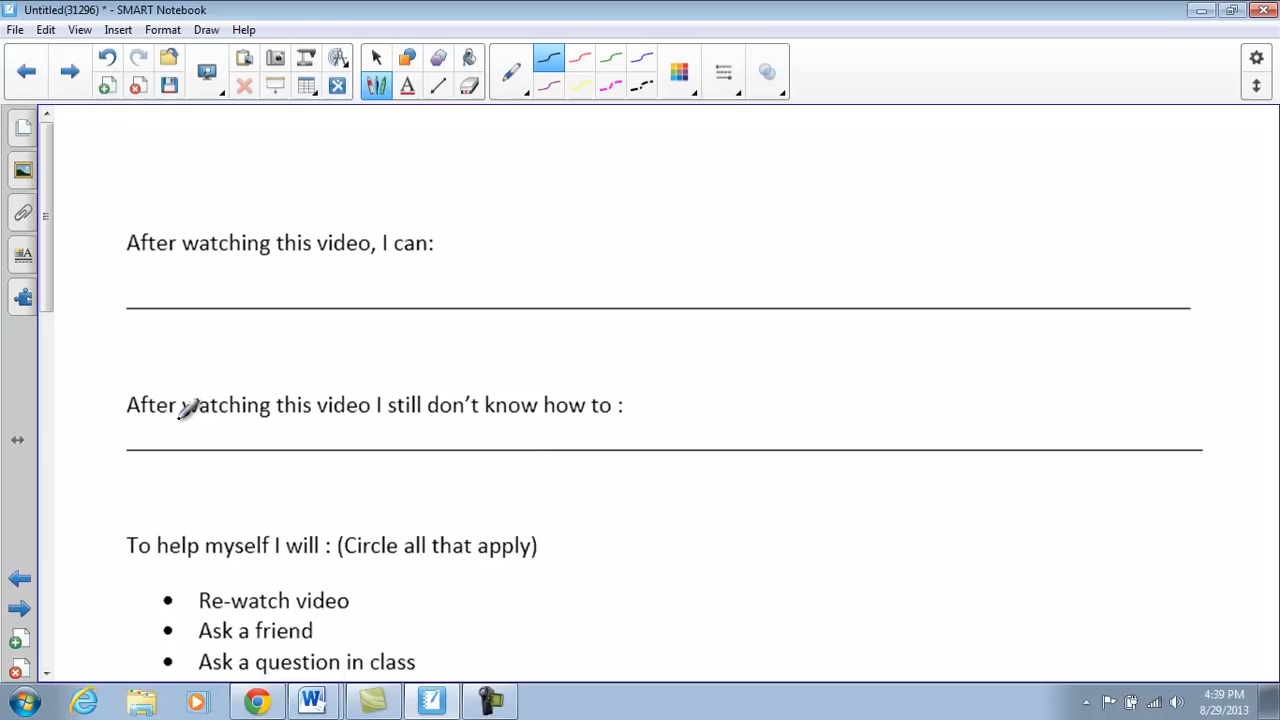 Untitled(31296) * - SMART Notebook
File Edit View Insert Format Draw Help
After watching this video, I can:
After watching this video I still don't know how to :
To help myself I will : (Circle all that apply)
• Re-watch video
• Ask a friend
• Ask a question in class
4:39 PM
8/29/2013